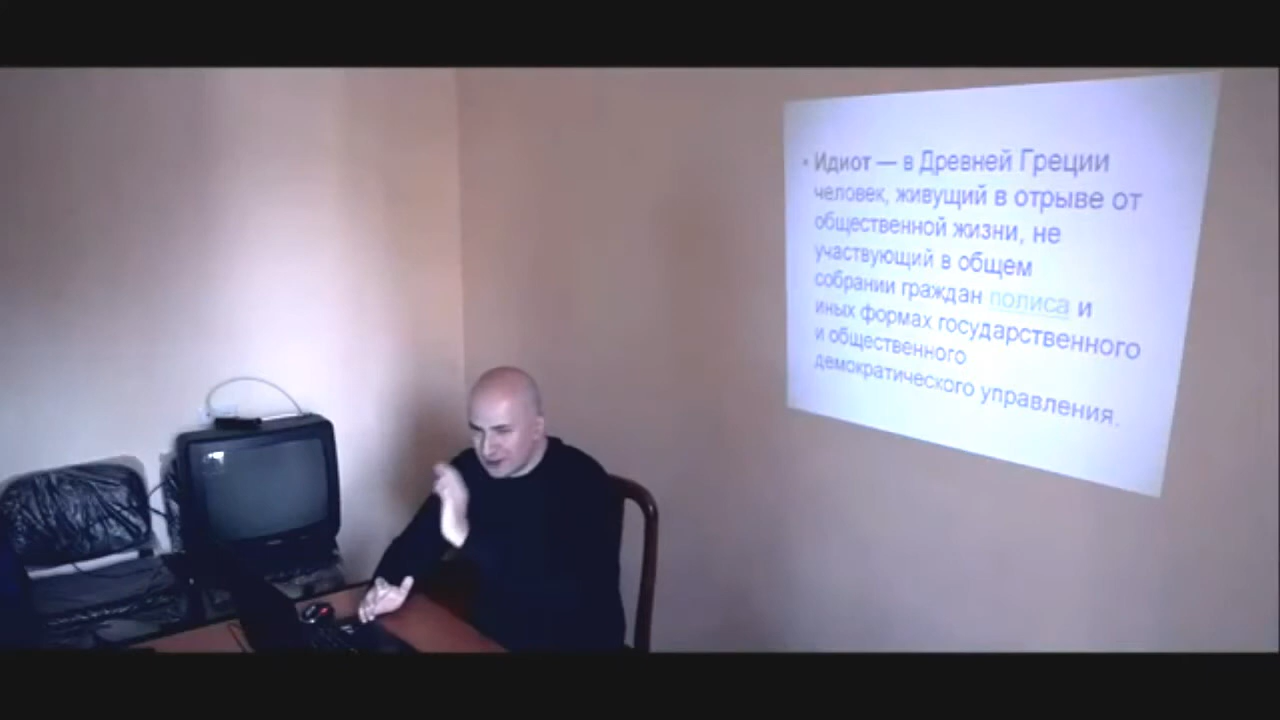 • Идиот — в Древней Греции
человек, живущий в отрыве от
общественной жизни, не
участвующий в общем
собрании граждан полиса и
иных формах государственного
и общественного
демократического управления.